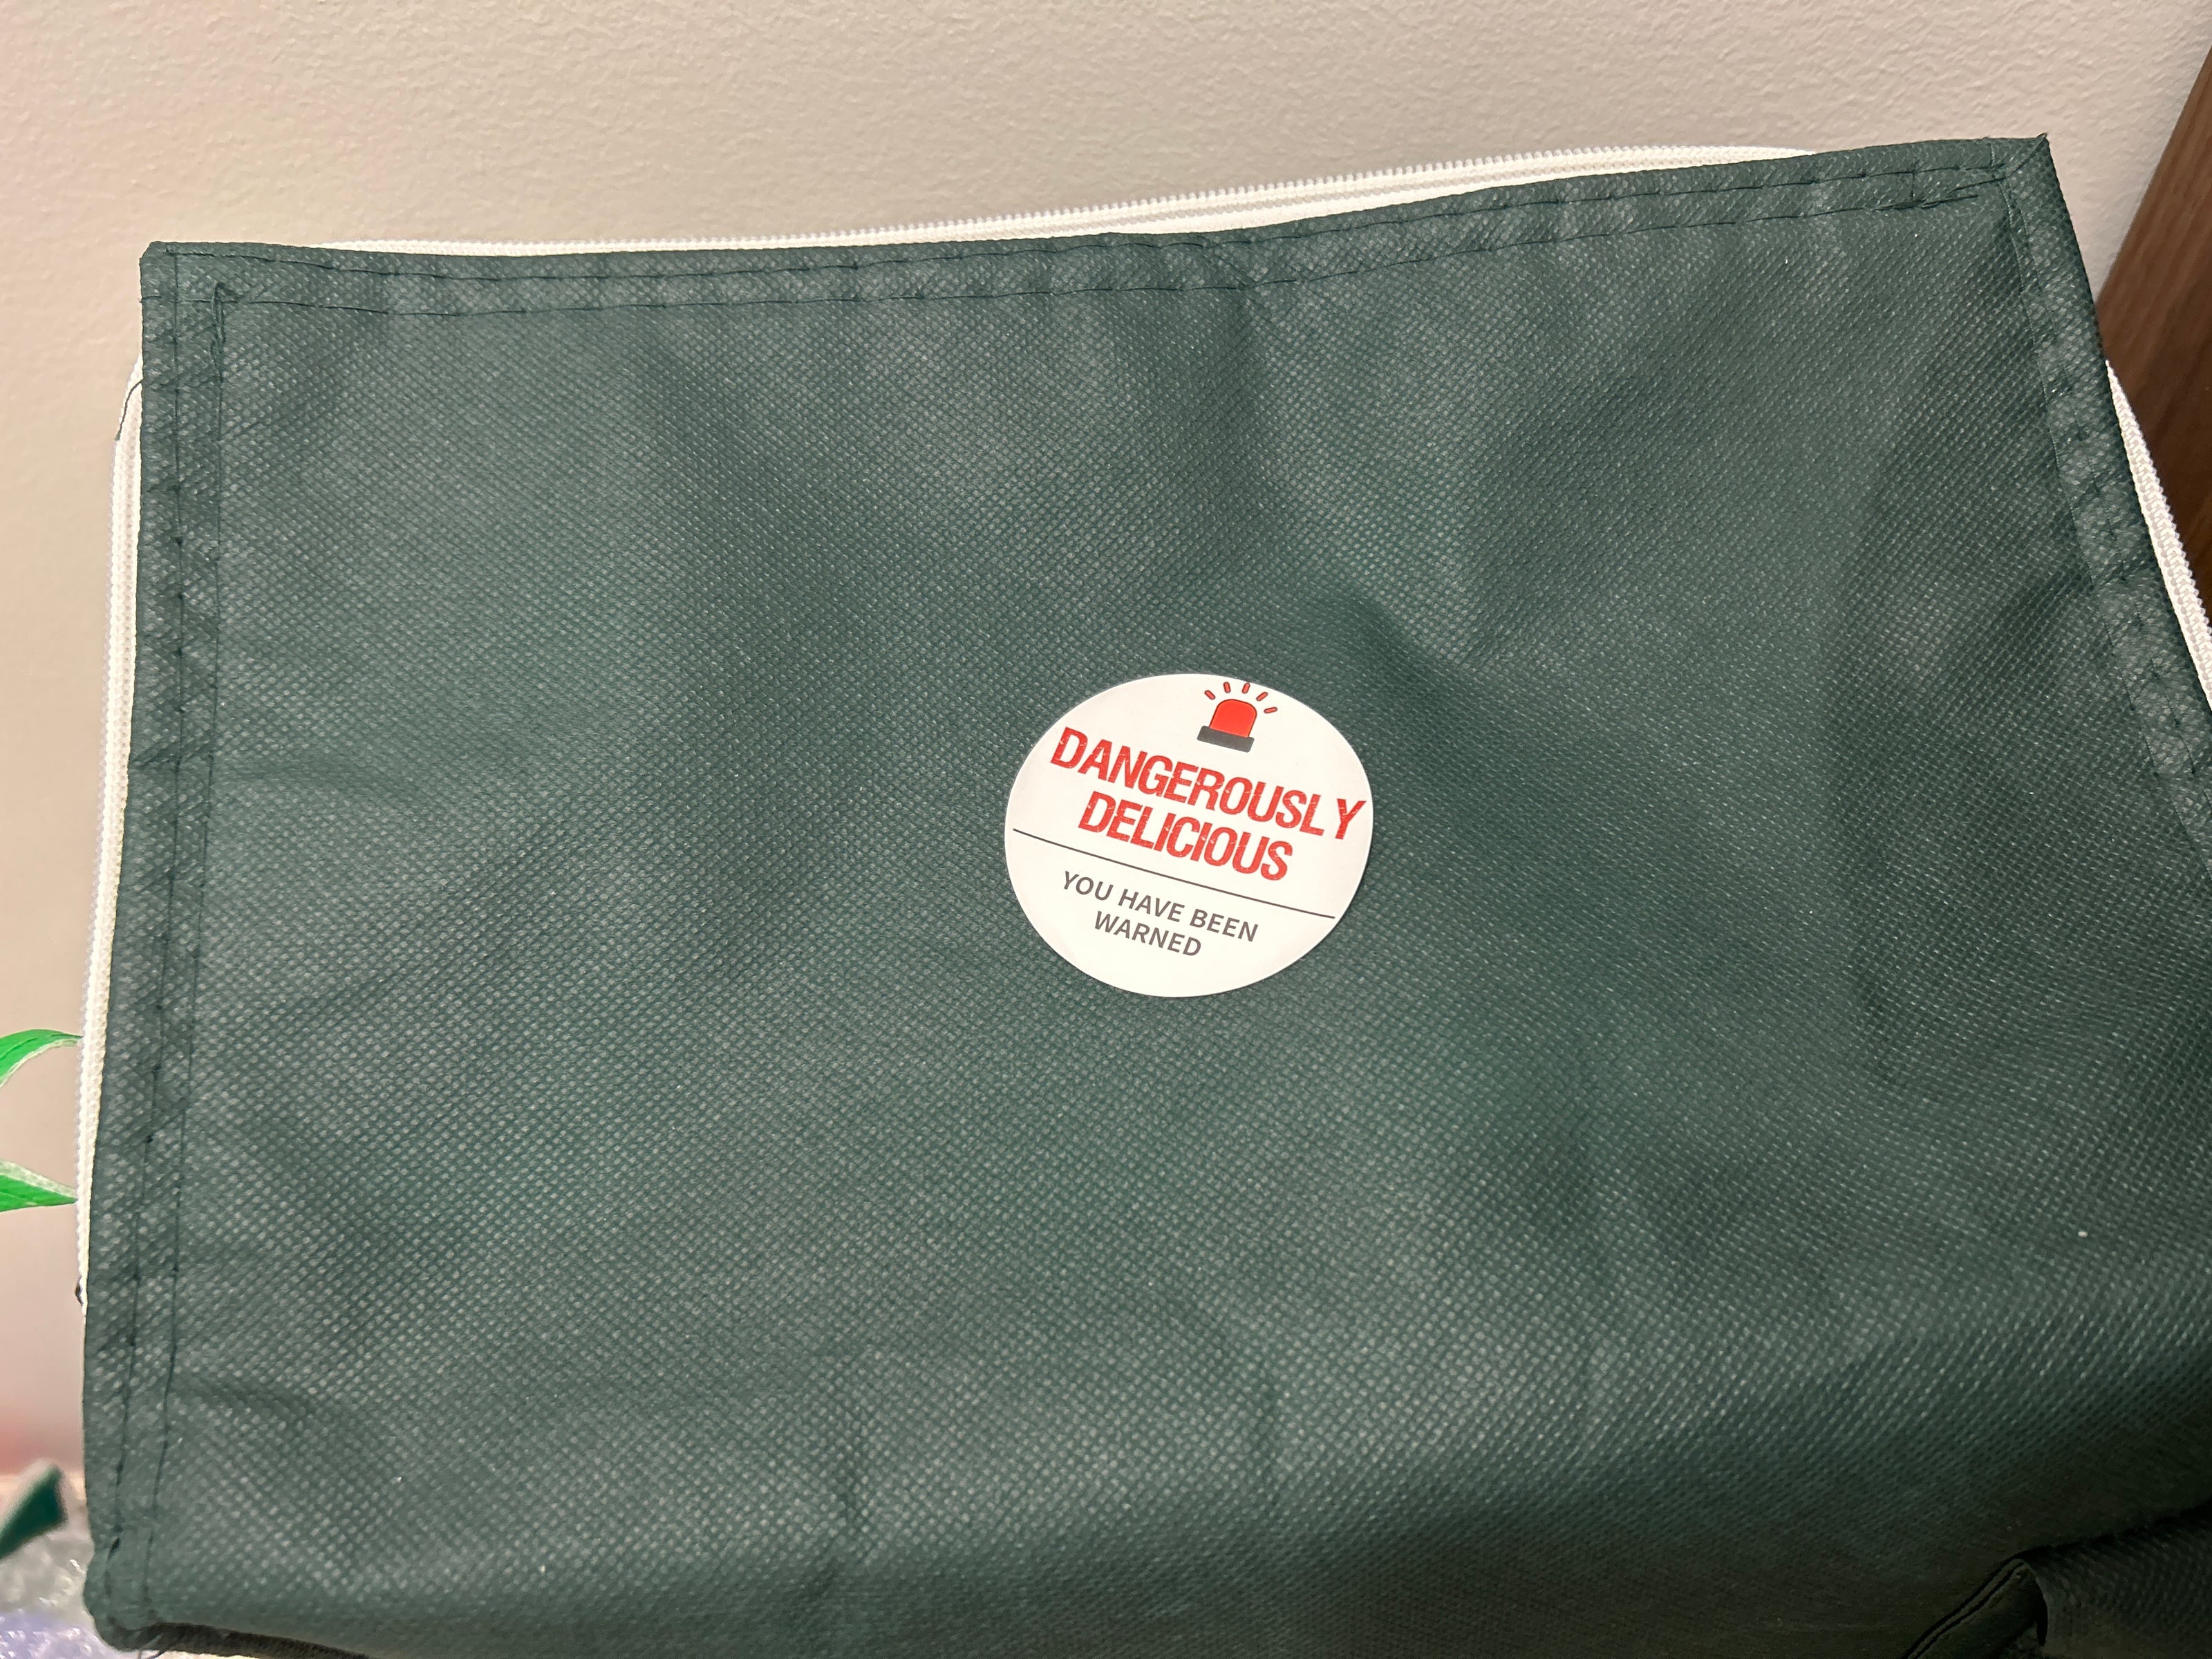 DANGEROUSLY
DELICIOUS
YOU HAVE BEEN
WARNED